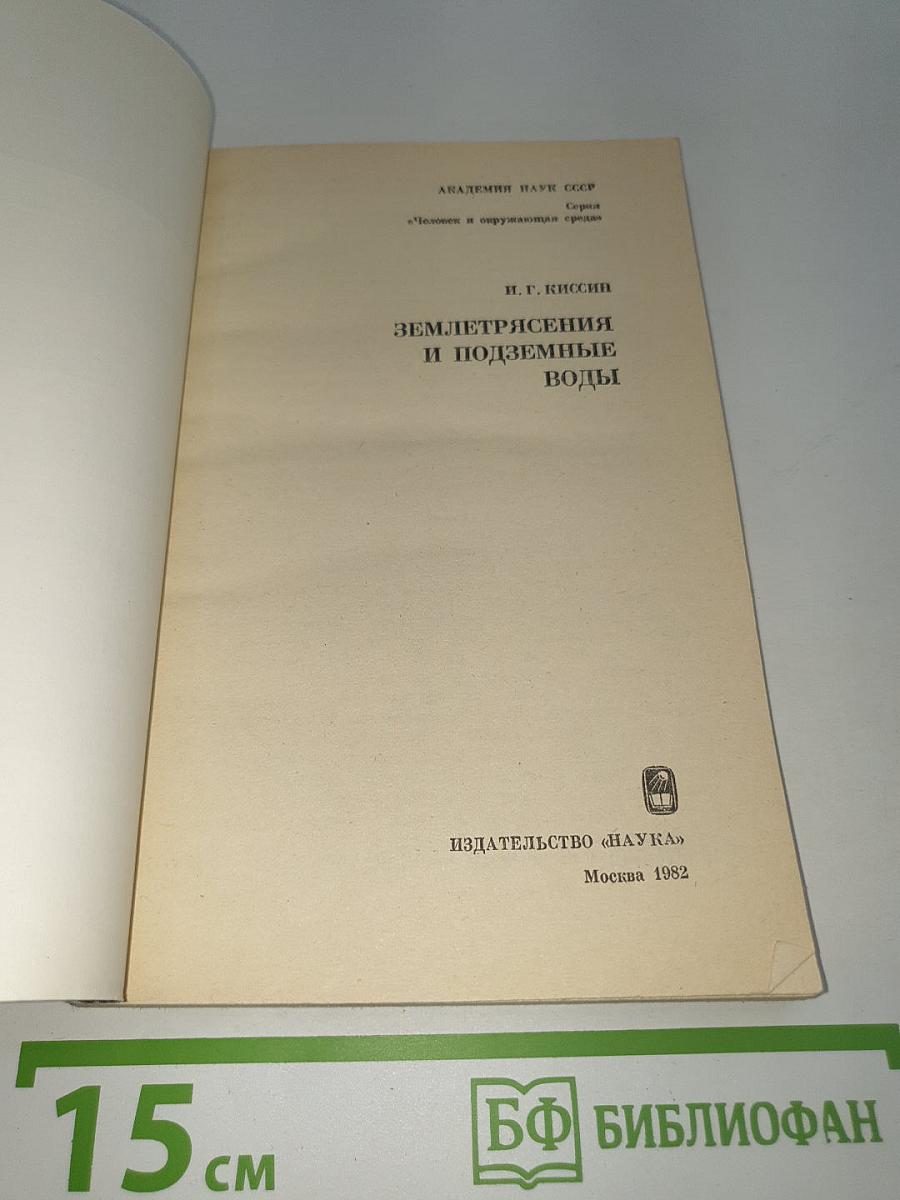 АКАДЕМИЯ НАУК СССР
Серия
«Человек и окружающая среда»
И. Г. КИССИН
ЗЕМЛЕТРЯСЕНИЯ
И ПОДЗЕМНЫЕ
ВОДЫ
ИЗДАТЕЛЬСТВО «НАУКА»
Москва 1982
15 см
БФ БИБЛИОФАН